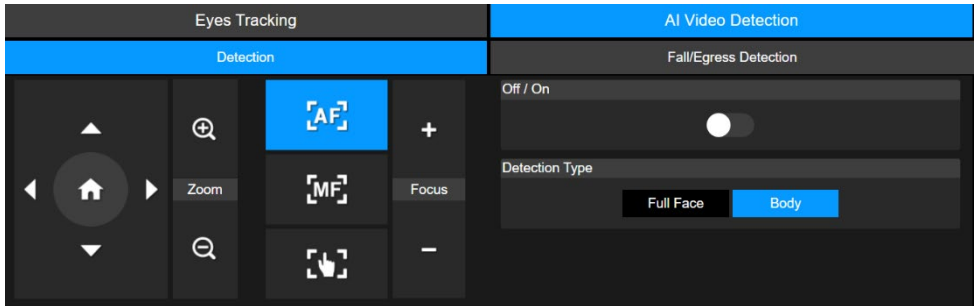 Eyes Tracking
AI Video Detection
Detection
Fall/Egress Detection
AF
Zoom
MF
Focus
Off / On
Detection Type
Full Face
Body